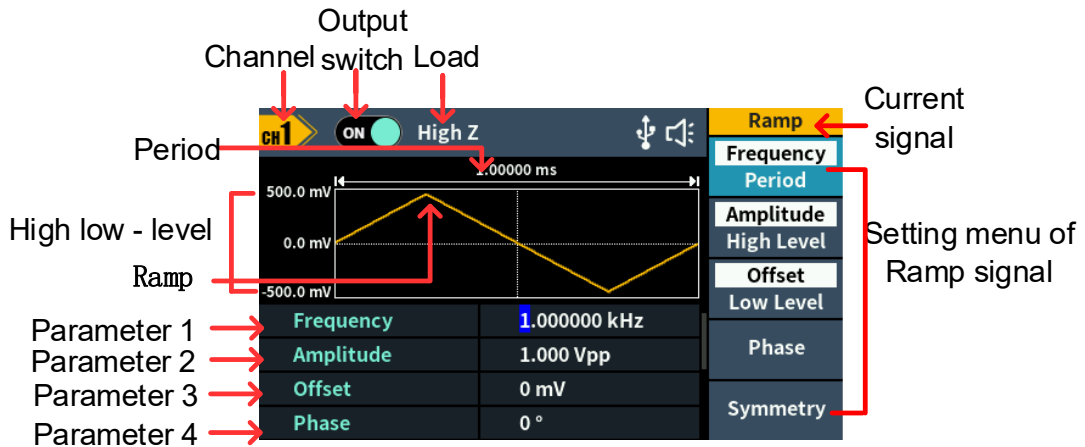 Output
Channel switch Load
Current
signal
CH1 ON High Z
Ramp
Period
1.00000 ms
Frequency
Period
500.0 mV
Amplitude
High Level
High low - level
0.0 mV
Setting menu of
Ramp signal
Ramp
Offset
Low Level
-500.0 mV
Parameter 1
Frequency 1.000000 kHz
Phase
Parameter 2
Amplitude 1.000 Vpp
Parameter 3
Offset 0 mV
Symmetry
Parameter 4
Phase 0 °